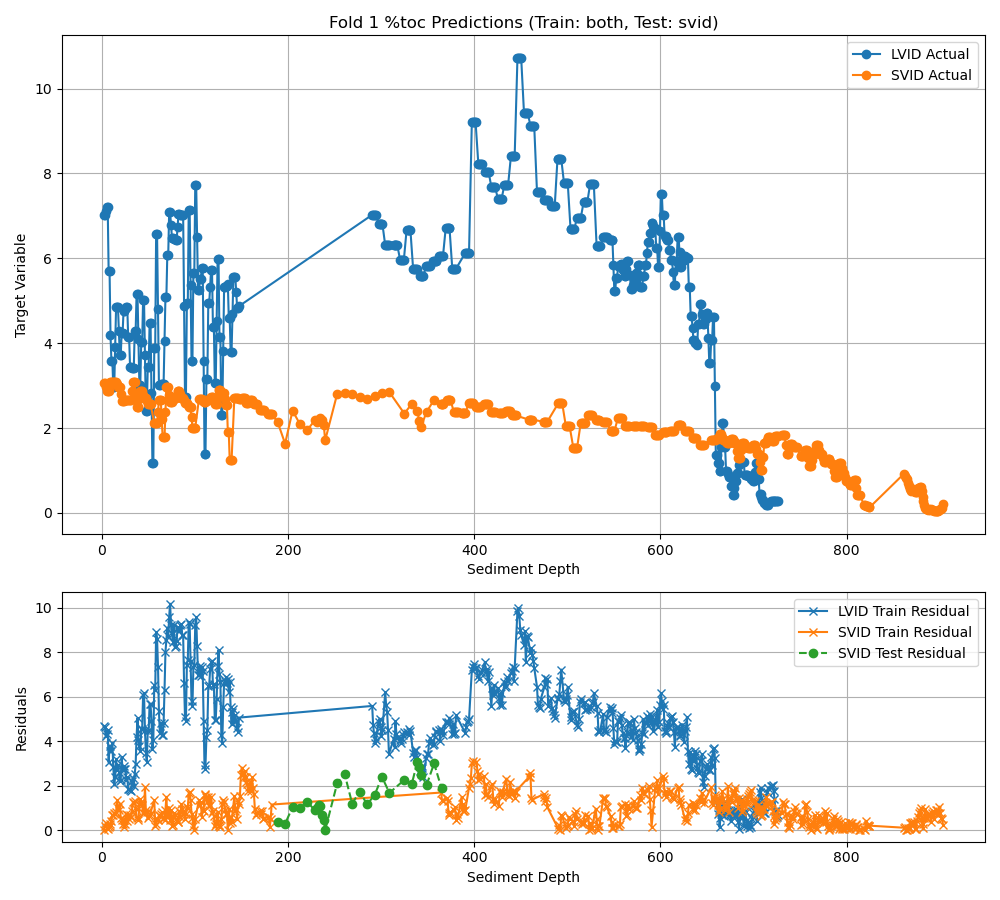 Fold 1 %toc Predictions (Train: both, Test: svid)
Target Variable
10
8
6
4
2
0
LVID Actual
SVID Actual
0 200 400 600 800
Sediment Depth
Residuals
10
8
6
4
2
0
LVID Train Residual
SVID Train Residual
SVID Test Residual
0 200 400 600 800
Sediment Depth